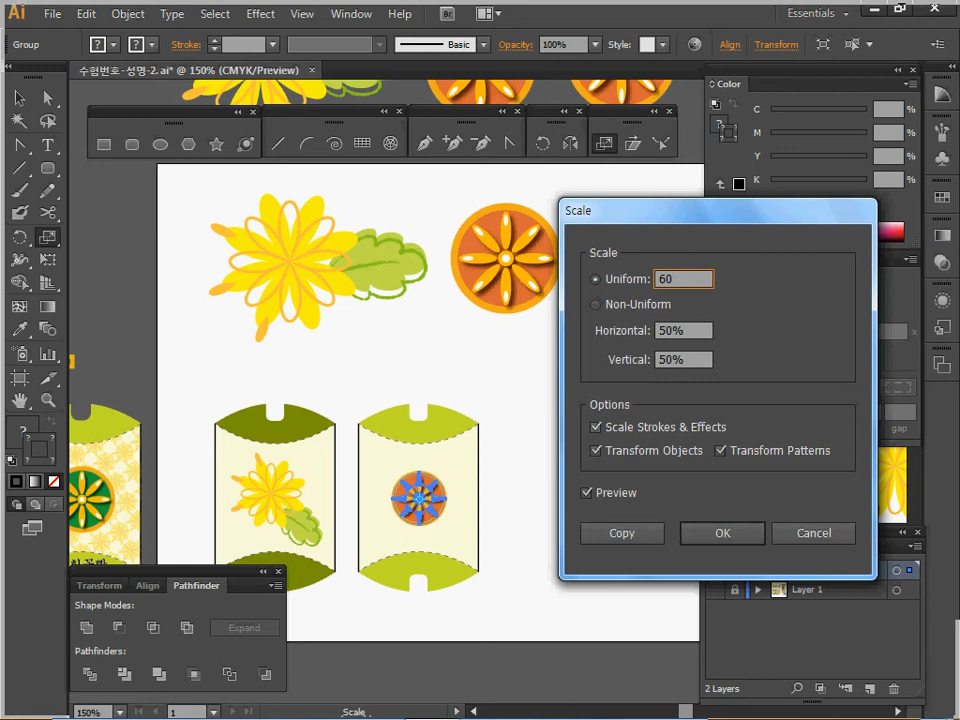 Ai File Edit Object Type Select Effect View Window Help Br Essentials
Group ? ? Stroke: Basic Opacity: 100% Style: Align Transform
수험번호-성명-2.ai* @ 150% (CMYK/Preview) ×
Color
C %
M %
Y %
K %
Scale
Scale
Uniform: 60
Non-Uniform
Horizontal: 50%
Vertical: 50%
Options
Scale Strokes & Effects
Transform Objects Transform Patterns
Preview
Copy OK Cancel
gap
Layer 1
2 Layers
Transform Align Pathfinder
Shape Modes:
Expand
Pathfinders:
150% 1 Scale